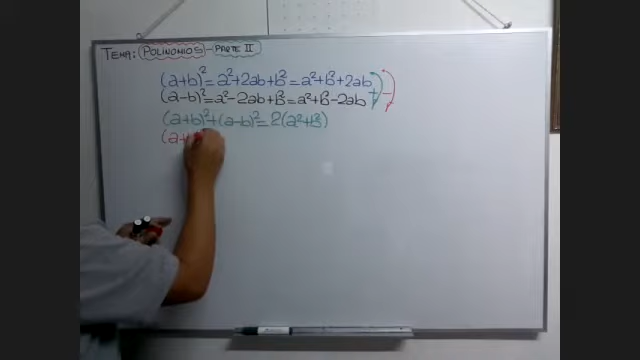 TEMA: POLINOMIOS - PARTE II
(a+b)² = a²+2ab+b² = a²+b²+2ab
(a-b)² = a²-2ab+b² = a²+b²-2ab
+ -
(a+b)²+(a-b)² = 2(a²+b²)
(a+